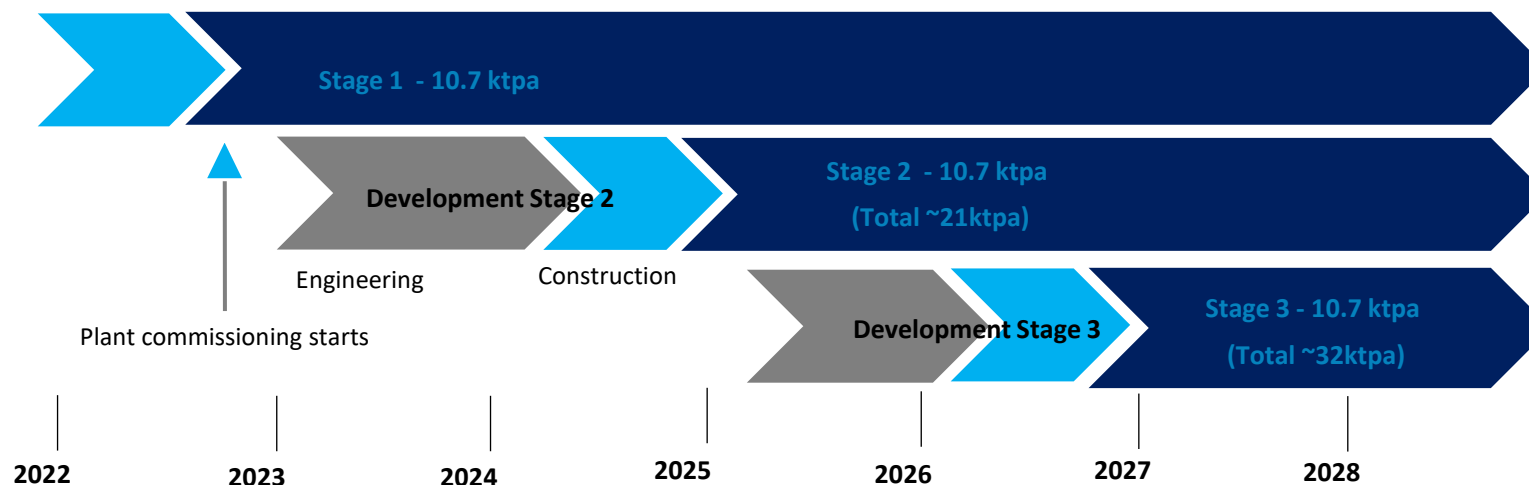 Stage 1  - 10.7 ktpa
Stage 2  - 10.7 ktpa
(Total ~21ktpa)
Development Stage 2
Engineering
Construction
Plant commissioning starts
Stage 3 - 10.7 ktpa
(Total ~32ktpa)
Development Stage 3
2022
2023
2024
2025
2026
2027
2028